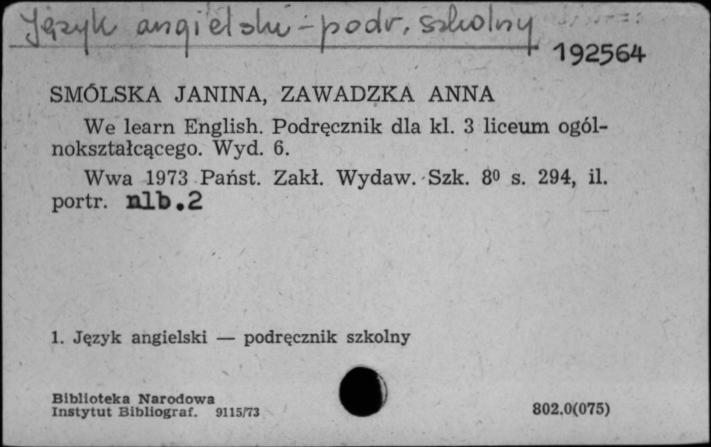 Język angielski - podr. szkolny
192564
SMÓLSKA JANINA, ZAWADZKA ANNA
We learn English. Podręcznik dla kl. 3 liceum ogól-
nokształcącego. Wyd. 6.
Wwa 1973 Państ. Zakł. Wydaw. Szk. 8⁰ s. 294, il.
portr. nlb.2
1. Język angielski — podręcznik szkolny
Biblioteka Narodowa
Instytut Bibliograf. 9115/73
802.0(075)